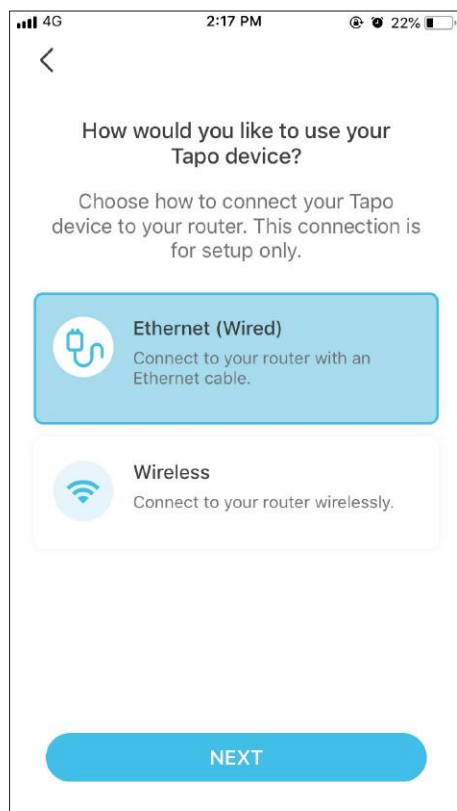 4G 2:17 PM 22%
How would you like to use your
Tapo device?
Choose how to connect your Tapo
device to your router. This connection is
for setup only.
Ethernet (Wired)
Connect to your router with an
Ethernet cable.
Wireless
Connect to your router wirelessly.
NEXT